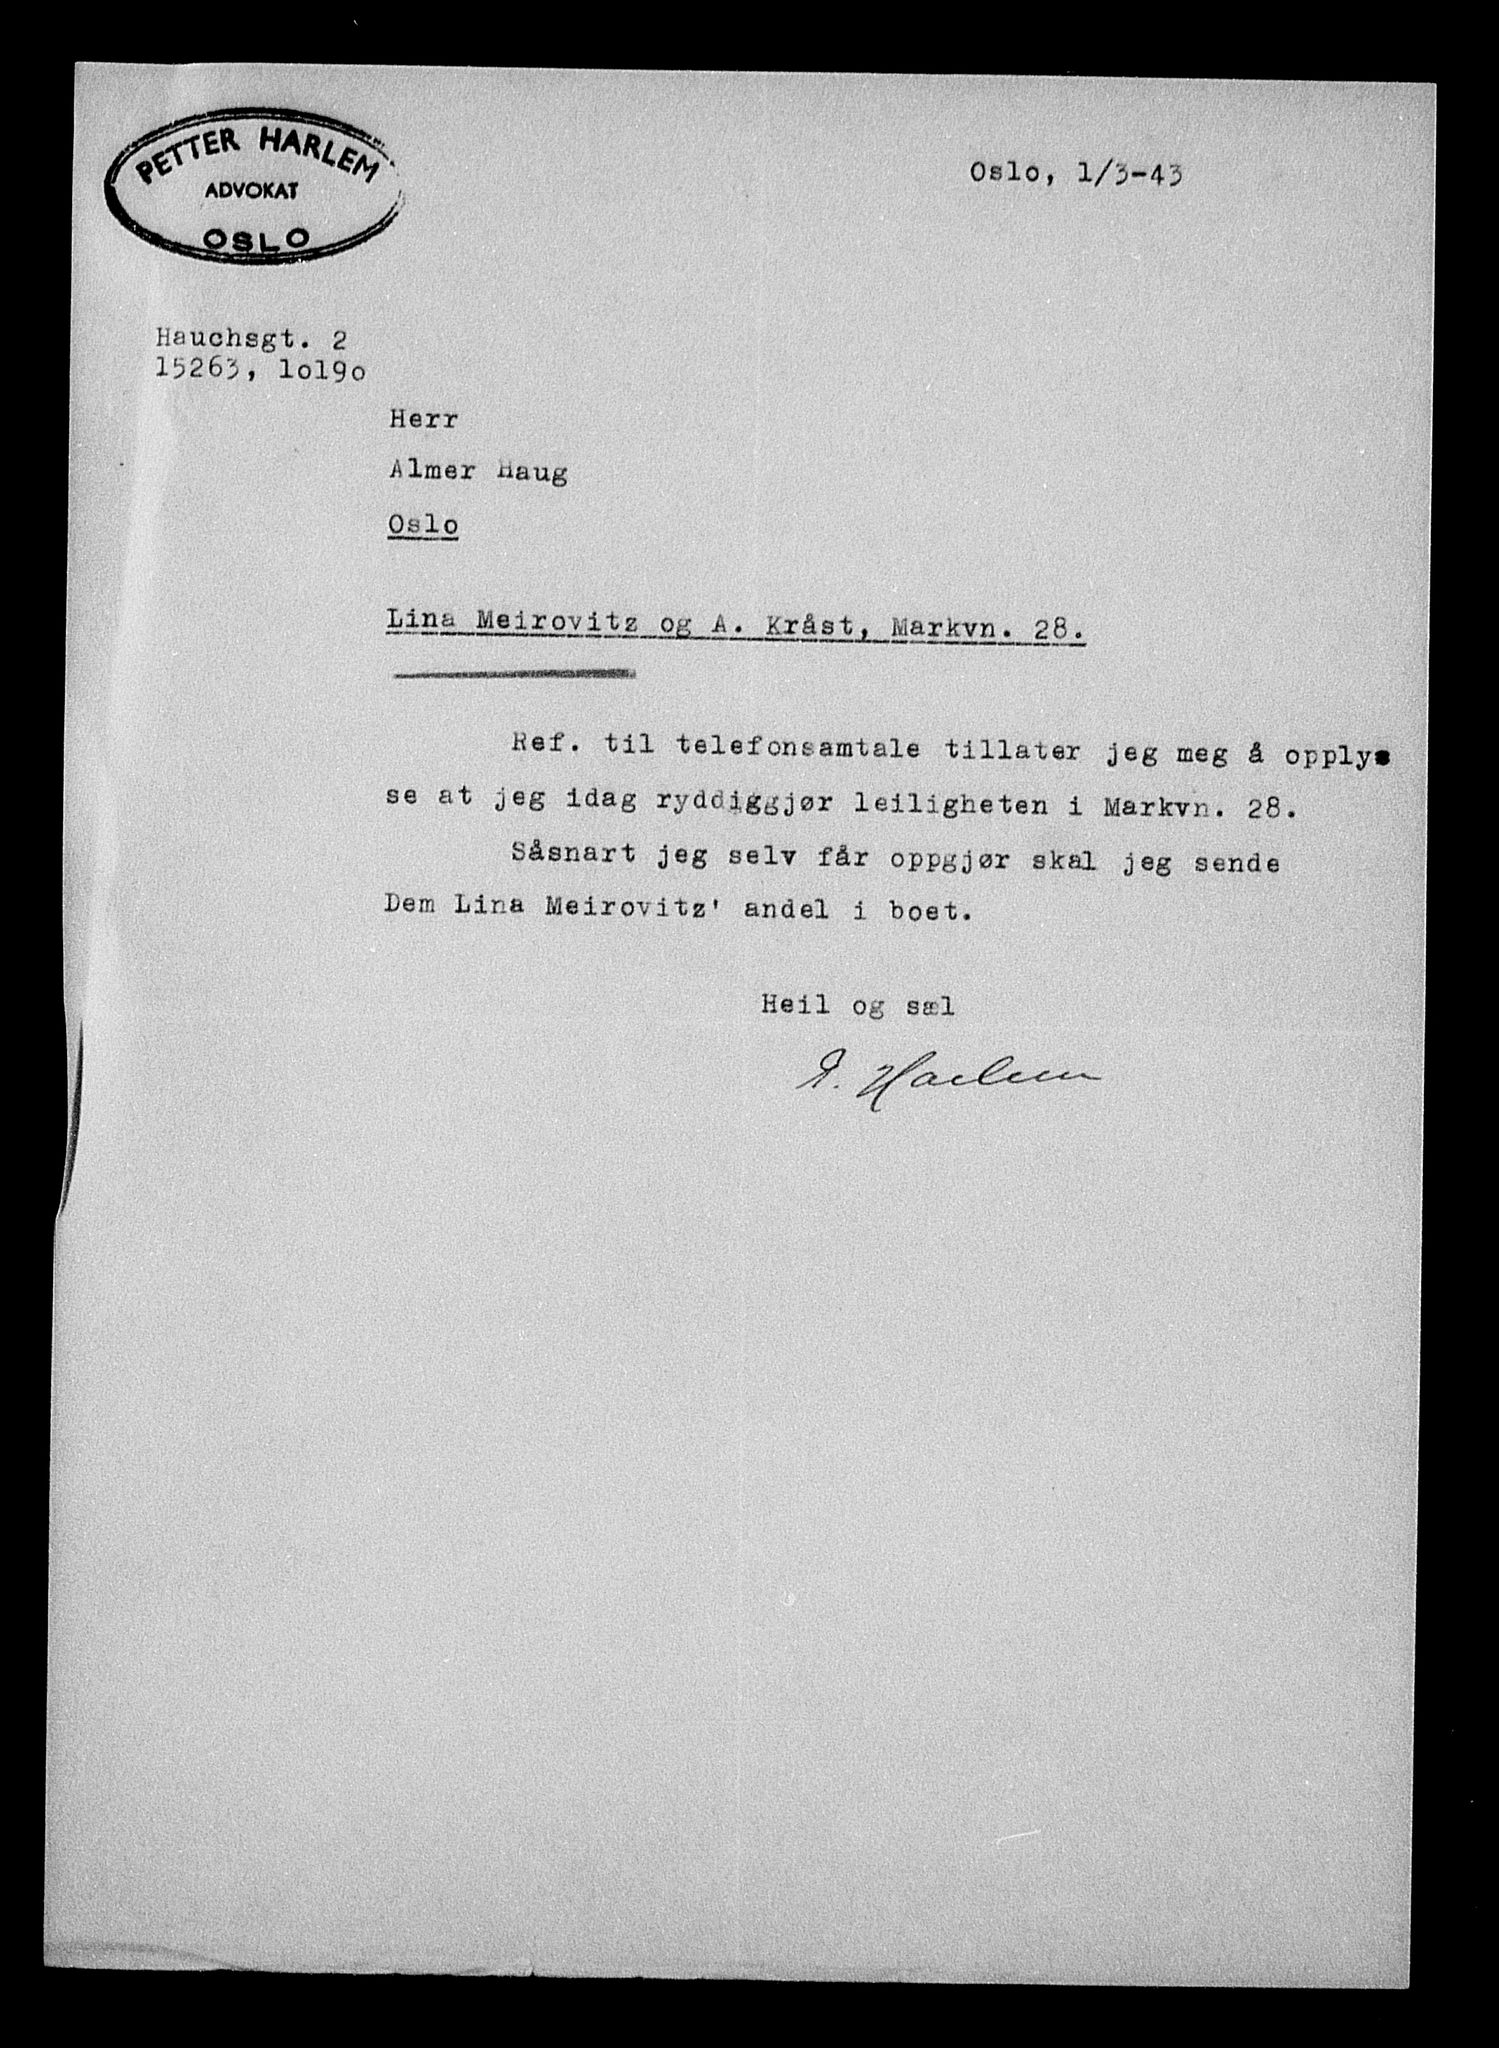 PETTER HARLEM
ADVOKAT
OSLO
Oslo, 1/3-43
Hauchsgt. 2
15263, lol9o
Herr
Almer Haug
Oslo
Lina Meirovitz og A. Kråst, Markvn. 28.
Ref. til telefonsamtale tillater jeg meg å opply-
se at jeg idag ryddiggjør leiligheten i Markvn. 28.
Såsnart jeg selv får oppgjør skal jeg sende
Dem Lina Meirovitz' andel i boet.
Heil og sæl
P. Harlem